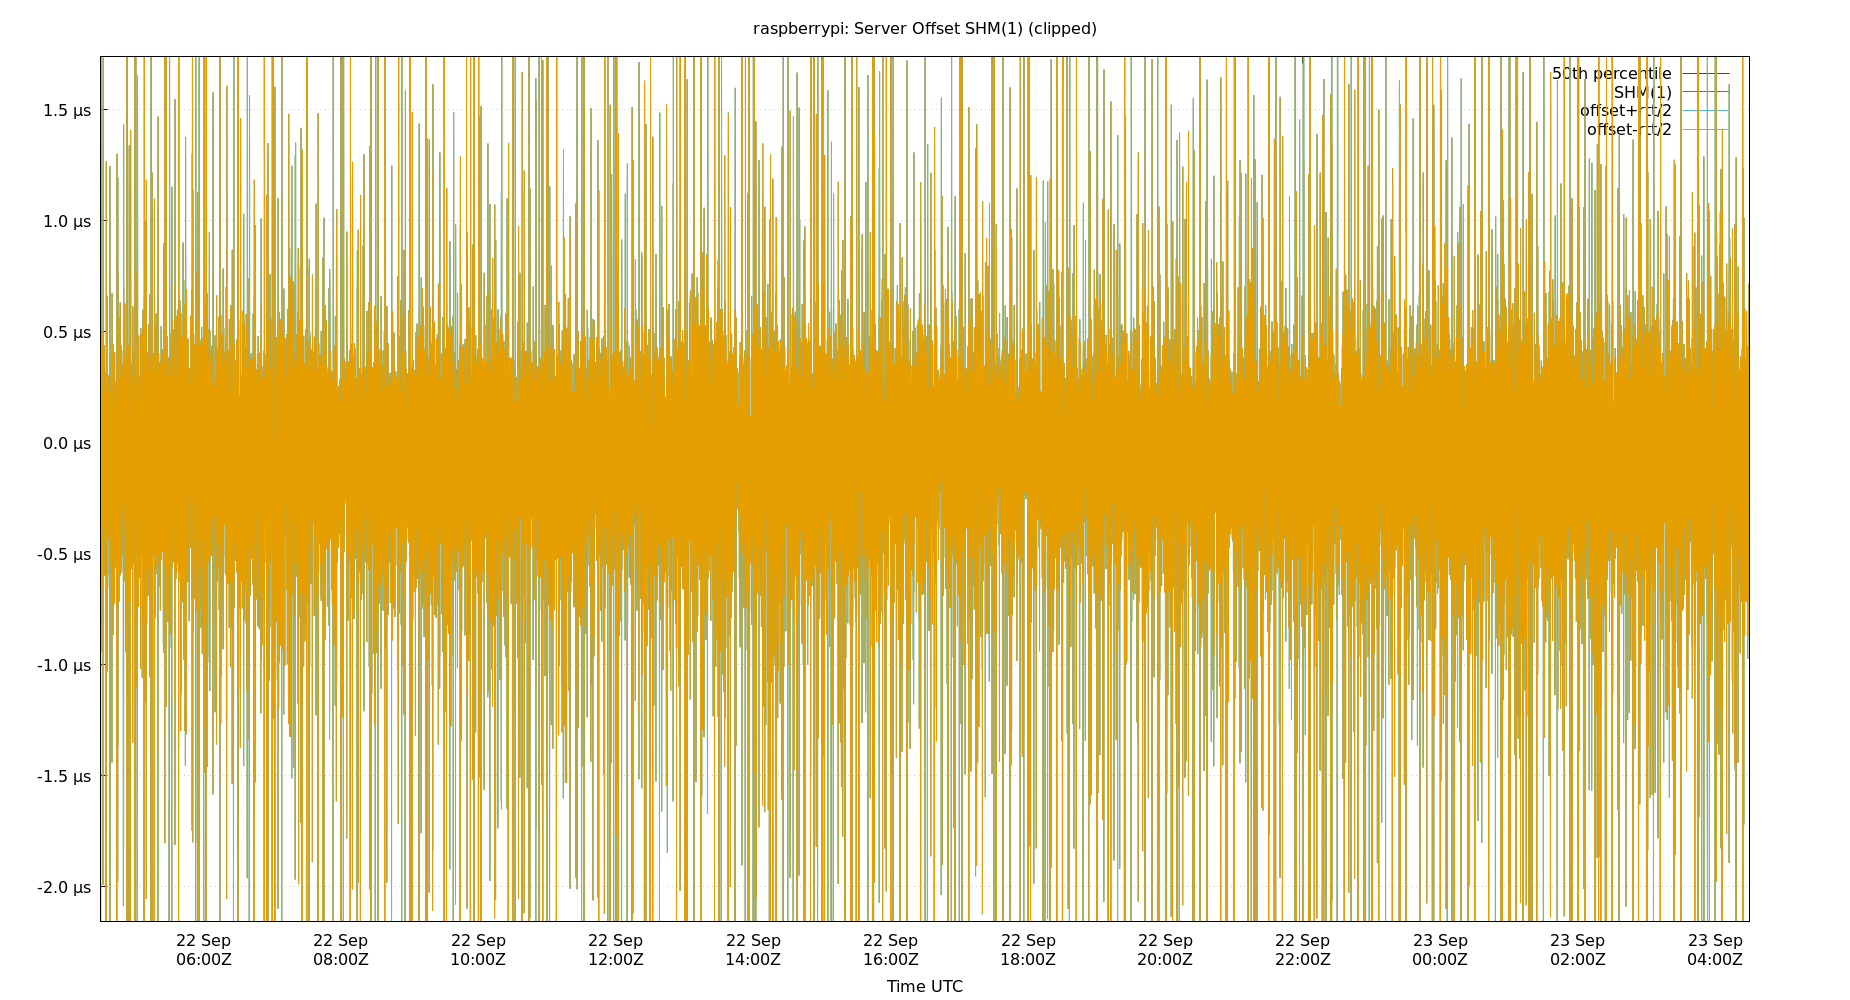 raspberrypi: Server Offset SHM(1) (clipped)
50th percentile
SHM(1)
offset+rtt/2
offset-rtt/2
1.5 µs
1.0 µs
0.5 µs
0.0 µs
-0.5 µs
-1.0 µs
-1.5 µs
-2.0 µs
22 Sep 22 Sep 22 Sep 22 Sep 22 Sep 22 Sep 22 Sep 22 Sep 22 Sep 23 Sep 23 Sep 23 Sep
06:00Z 08:00Z 10:00Z 12:00Z 14:00Z 16:00Z 18:00Z 20:00Z 22:00Z 00:00Z 02:00Z 04:00Z
Time UTC